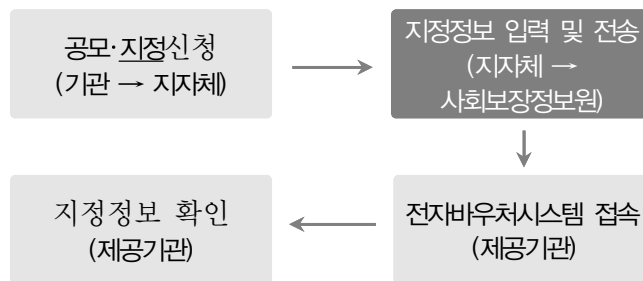 공모·지정신청
(기관 → 지자체)
지정정보 입력 및 전송
(지자체 →
사회보장정보원)
전자바우처시스템 접속
(제공기관)
지정정보 확인
(제공기관)